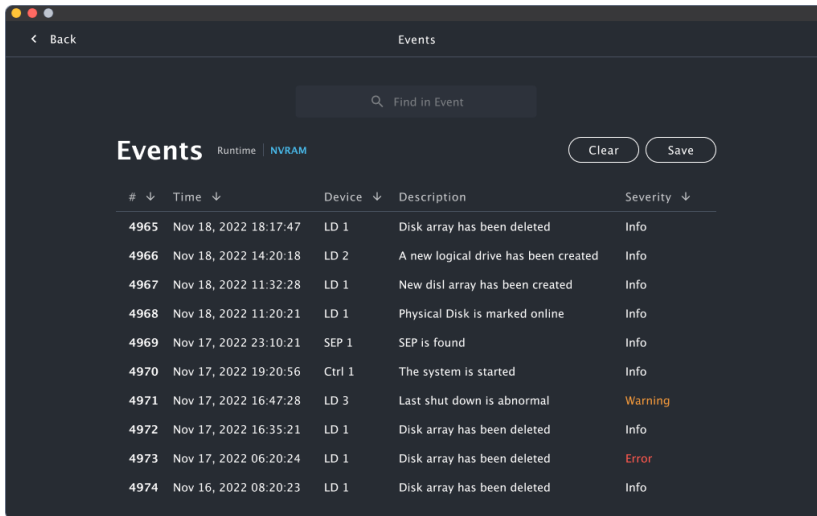 Back Events
Find in Event
Events Runtime NVRAM Clear Save
# Time Device Description Severity
4965 Nov 18, 2022 18:17:47 LD 1 Disk array has been deleted Info
4966 Nov 18, 2022 14:20:18 LD 2 A new logical drive has been created Info
4967 Nov 18, 2022 11:32:28 LD 1 New disl array has been created Info
4968 Nov 18, 2022 11:20:21 LD 1 Physical Disk is marked online Info
4969 Nov 17, 2022 23:10:21 SEP 1 SEP is found Info
4970 Nov 17, 2022 19:20:56 Ctrl 1 The system is started Info
4971 Nov 17, 2022 16:47:28 LD 3 Last shut down is abnormal Warning
4972 Nov 17, 2022 16:35:21 LD 1 Disk array has been deleted Info
4973 Nov 17, 2022 06:20:24 LD 1 Disk array has been deleted Error
4974 Nov 16, 2022 08:20:23 LD 1 Disk array has been deleted Info